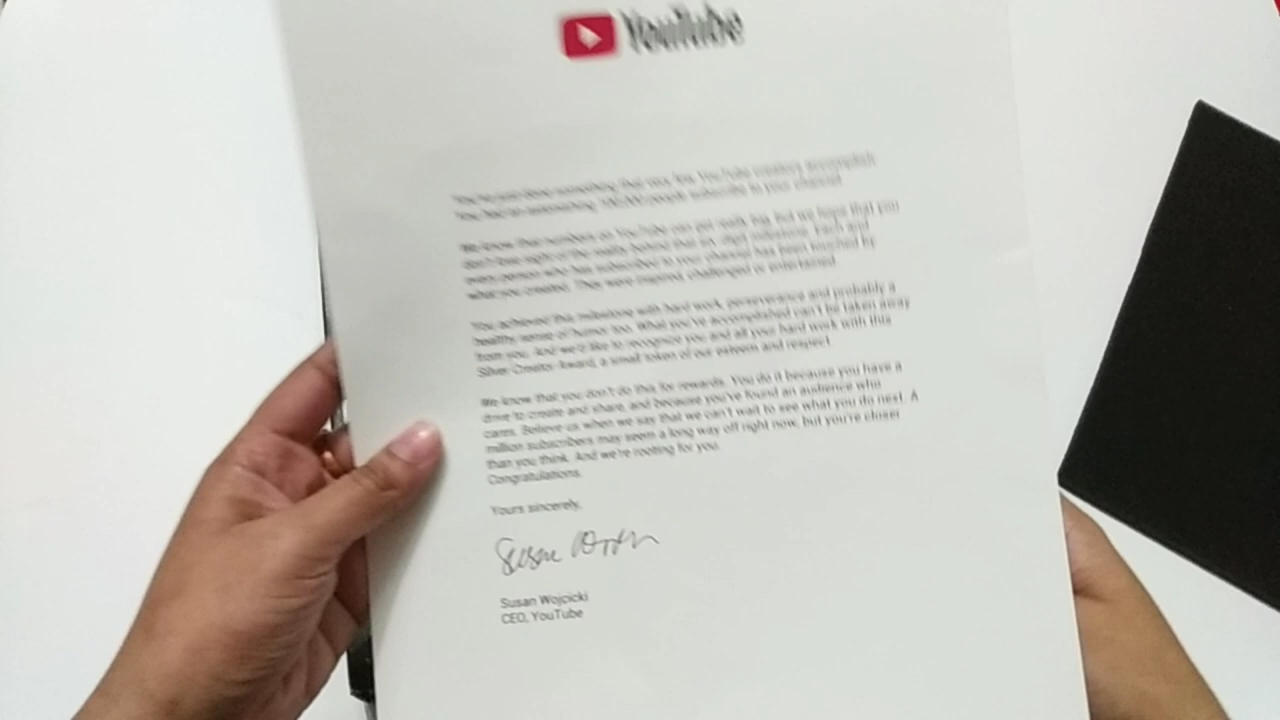 YouTube
You've just done something that very few YouTube creators accomplish.
You had an astonishing 100,000 people subscribe to your channel.
We know that numbers on YouTube can get really big, but we hope that you
don't lose sight of the reality behind that six-digit milestone. Each and
every person who has subscribed to your channel has been touched by
what you created. They were inspired, challenged or entertained.
You achieved this milestone with hard work, perseverance and probably a
healthy sense of humor too. What you've accomplished can't be taken away
from you. And we'd like to recognize you and all your hard work with this
Silver Creator Award, a small token of our esteem and respect.
We know that you don't do this for rewards. You do it because you have a
drive to create and share, and because you've found an audience who
cares. Believe us when we say that we can't wait to see what you do next. A
million subscribers may seem a long way off right now, but you're closer
than you think. And we're rooting for you.
Congratulations.
Yours sincerely,
Susan Wojcicki
CEO, YouTube